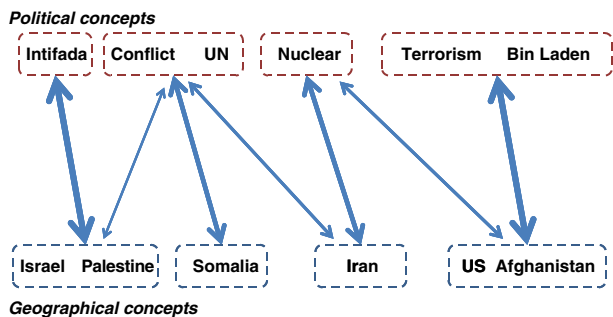 Political concepts
Intifada Conflict UN Nuclear Terrorism Bin Laden
Israel Palestine Somalia Iran US Afghanistan
Geographical concepts